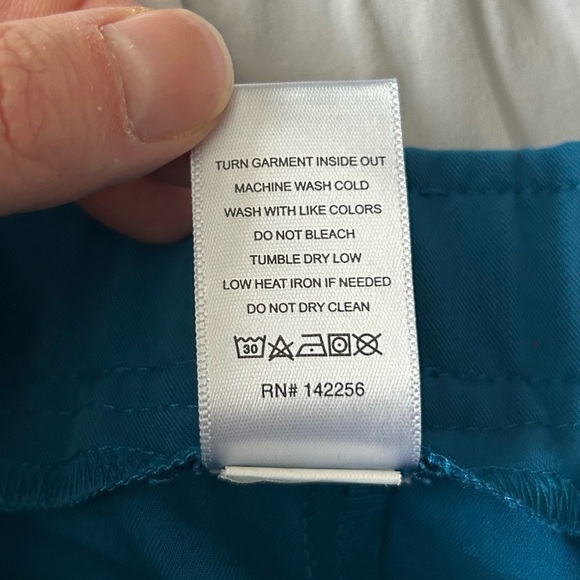 TURN GARMENT INSIDE OUT
MACHINE WASH COLD
WASH WITH LIKE COLORS
DO NOT BLEACH
TUMBLE DRY LOW
LOW HEAT IRON IF NEEDED
DO NOT DRY CLEAN
30
RN# 142256